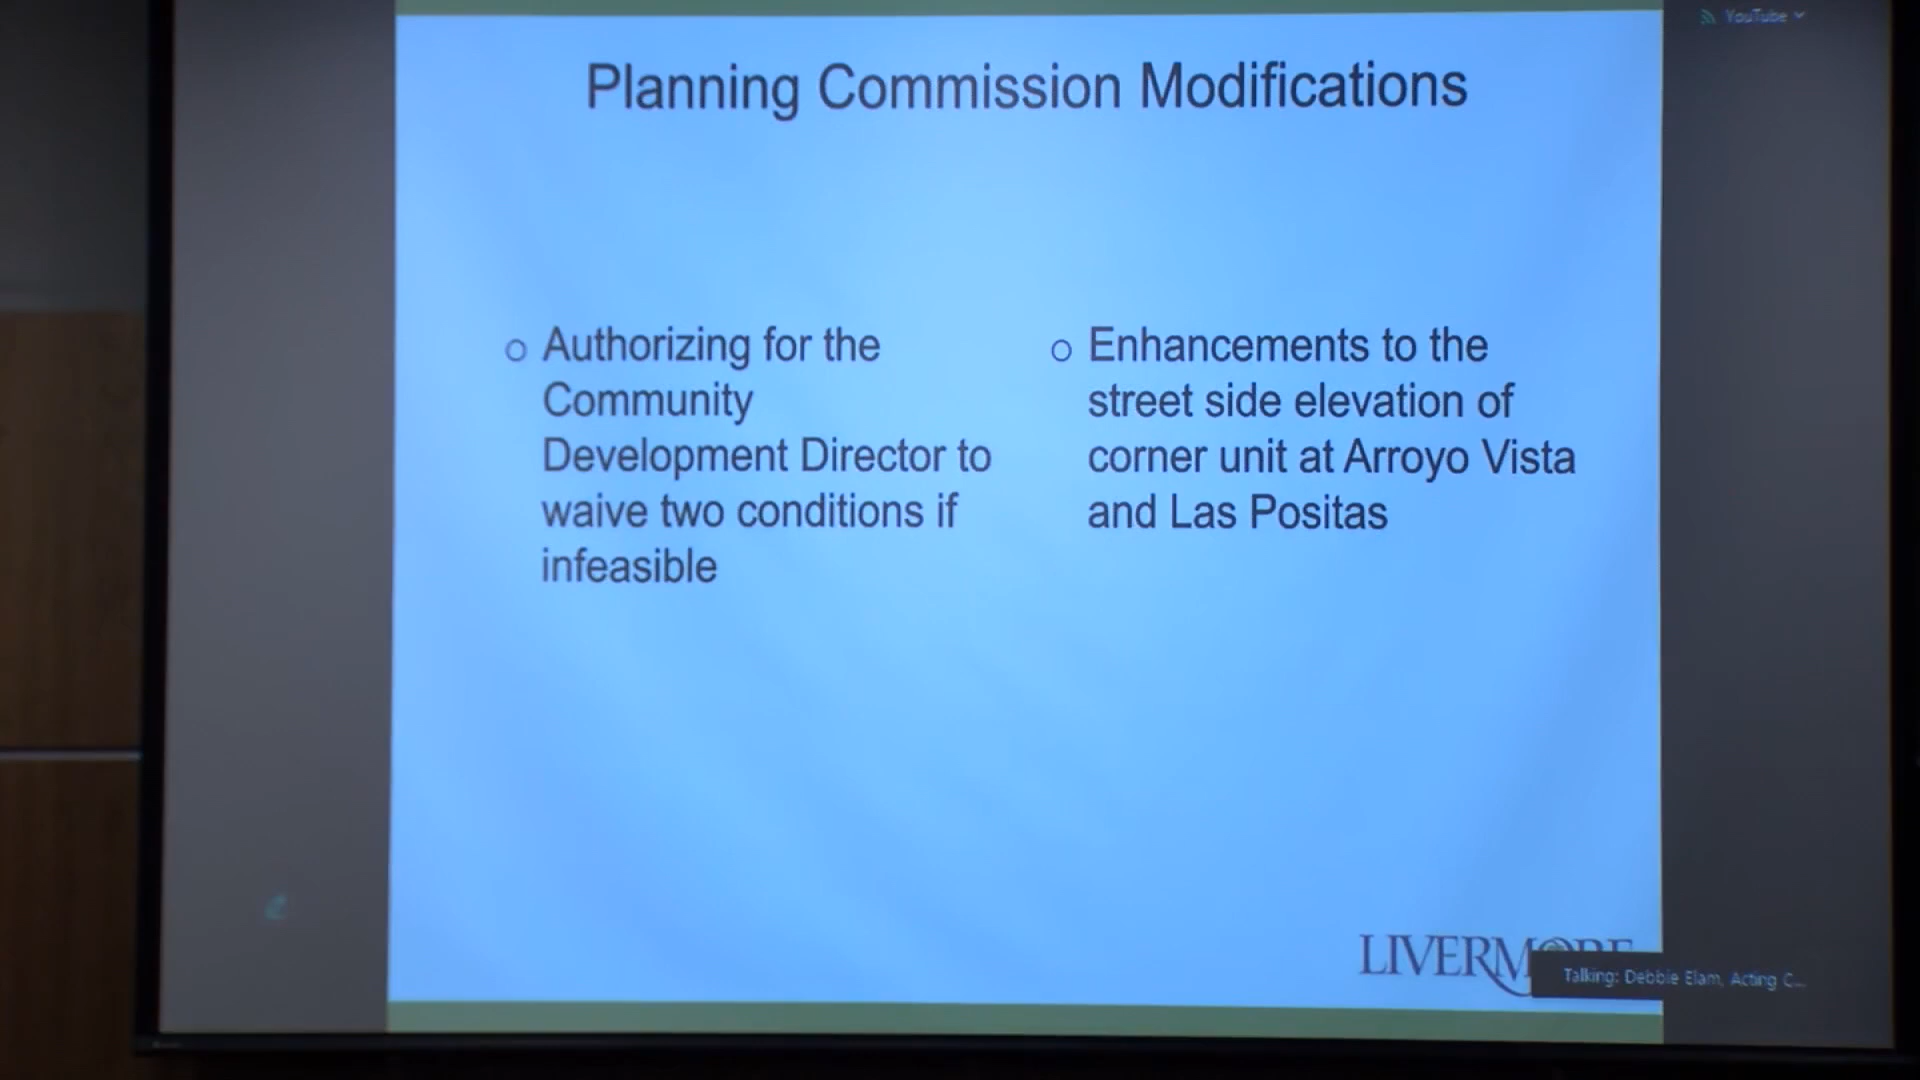 YouTube
Planning Commission Modifications
o Authorizing for the
Community
Development Director to
waive two conditions if
infeasible
o Enhancements to the
street side elevation of
corner unit at Arroyo Vista
and Las Positas
LIVERMORE
Talking: Debbie Elam, Acting C...